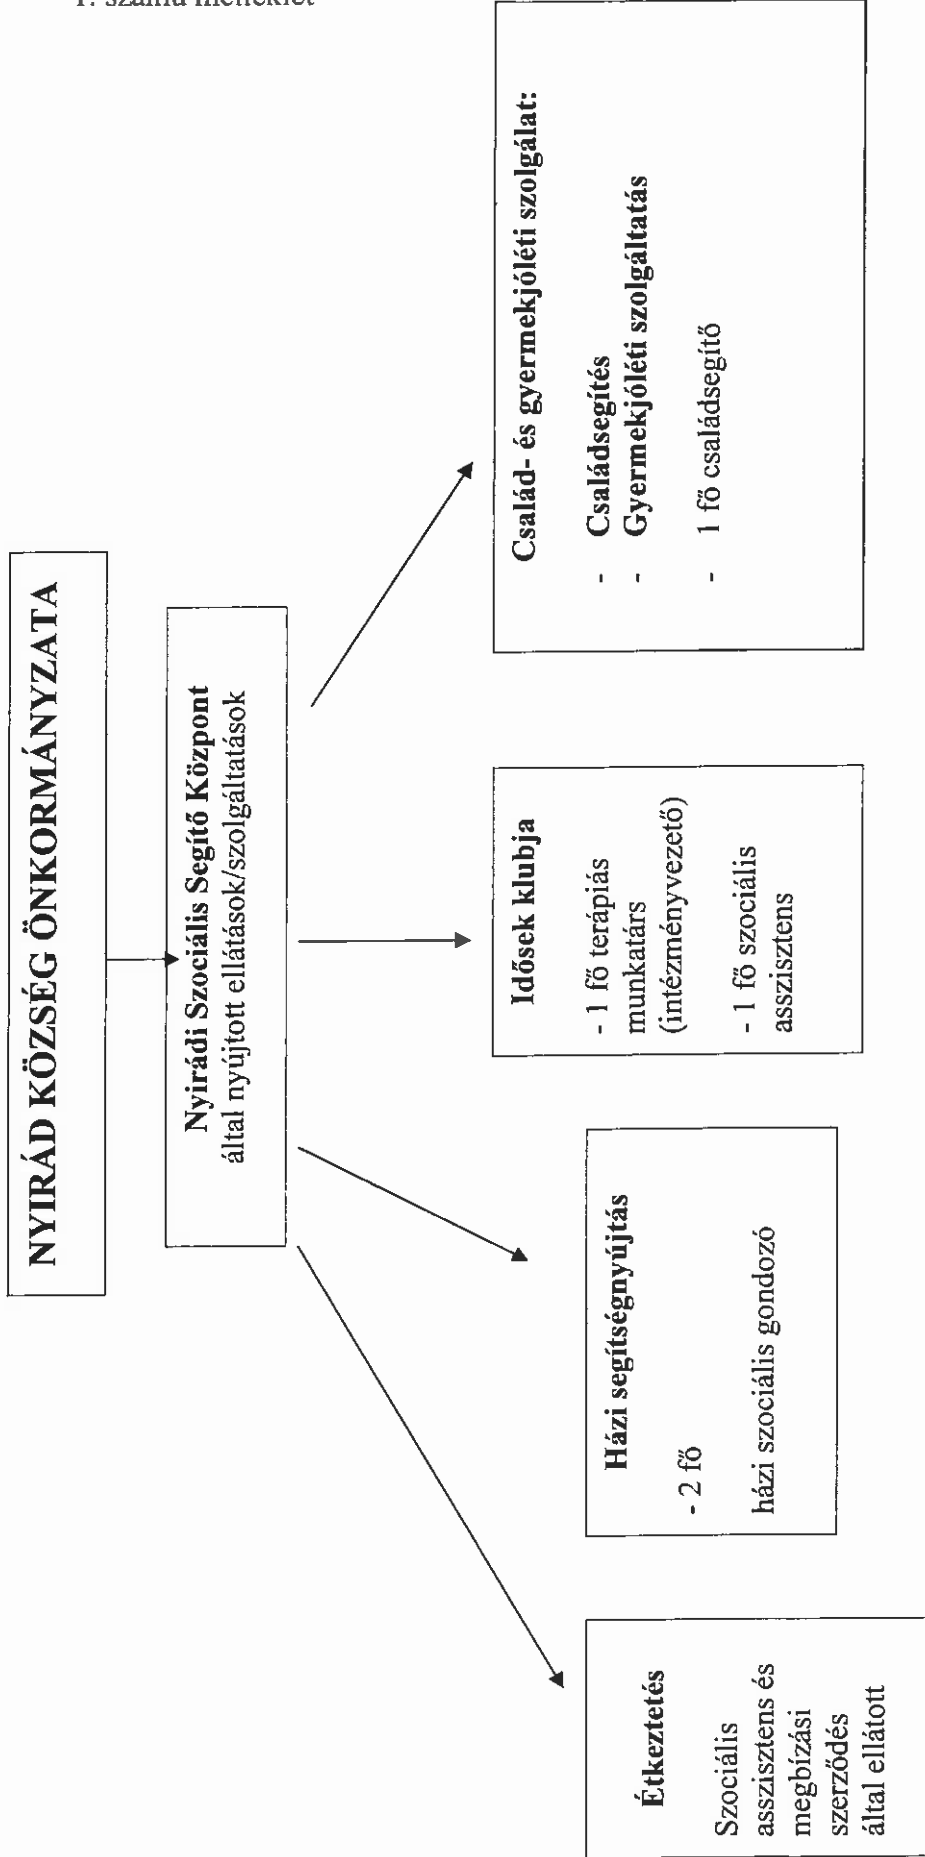 1. számú melléklet
NYIRÁD KÖZSÉG ÖNKORMÁNYZATA
Nyirádi Szociális Segítő Központ
által nyújtott ellátások/szolgáltatások
Étkeztetés
Szociális
asszisztens és
megbízási
szerződés
által ellátott
Házi segítségnyújtás
- 2 fő
házi szociális gondozó
Idősek klubja
- 1 fő terápiás
munkatárs
(intézményvezető)
- 1 fő szociális
asszisztens
Család- és gyermekjóléti szolgálat:
- Családsegítés
- Gyermekjóléti szolgáltatás
- 1 fő családsegítő